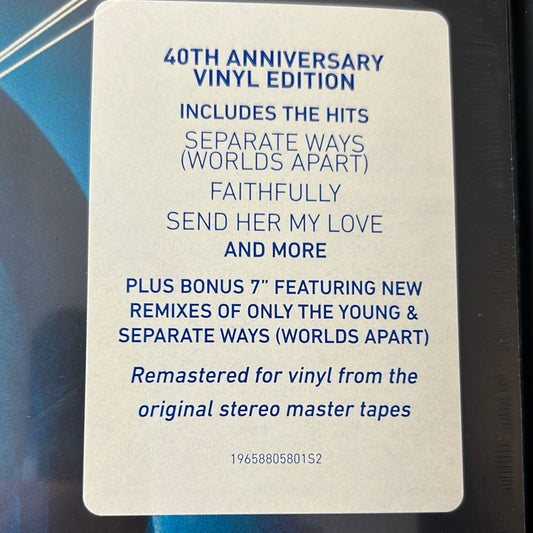 40TH ANNIVERSARY
VINYL EDITION
INCLUDES THE HITS
SEPARATE WAYS
(WORLDS APART)
FAITHFULLY
SEND HER MY LOVE
AND MORE
PLUS BONUS 7” FEATURING NEW
REMIXES OF ONLY THE YOUNG &
SEPARATE WAYS (WORLDS APART)
Remastered for vinyl from the
original stereo master tapes
19658805801S2